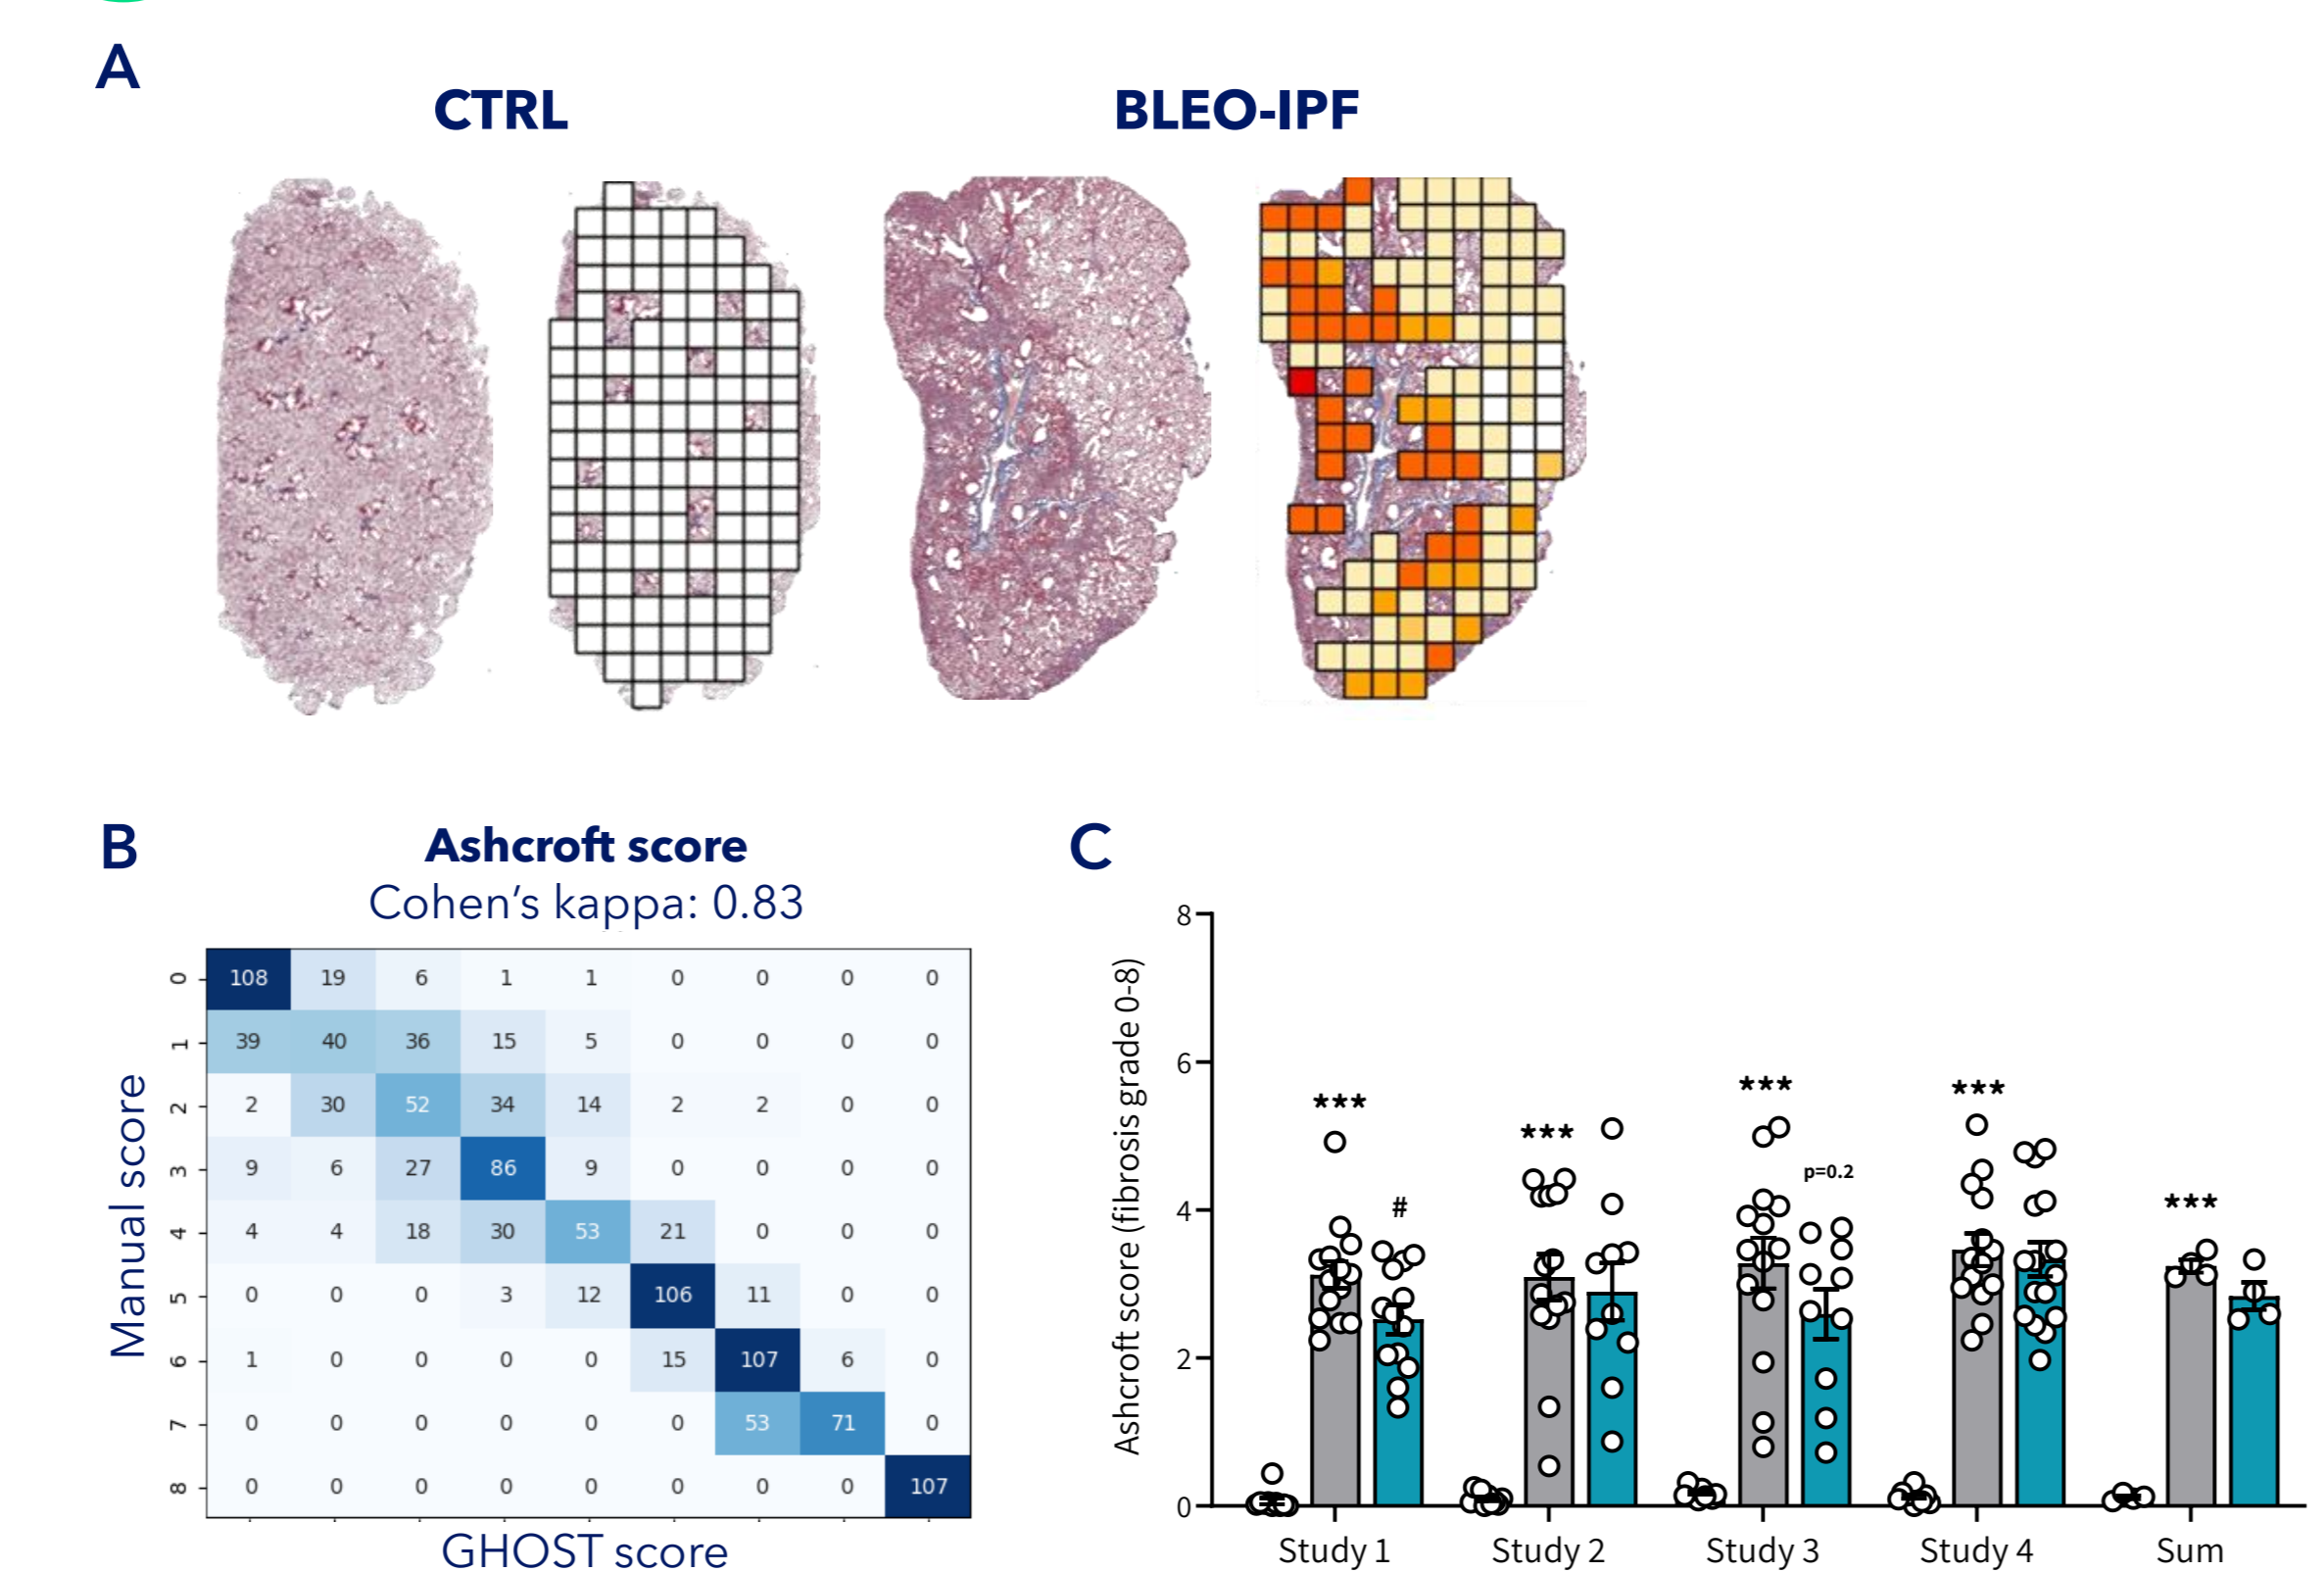 A
CTRL
BLEO-IPF
B
Ashcroft score
Cohen's kappa: 0.83
Manual score
0 108 19 6 1 1 0 0 0 0
1 39 40 36 15 5 0 0 0 0
2 2 30 52 34 14 2 2 0 0
3 9 6 27 86 9 0 0 0 0
4 4 4 18 30 53 21 0 0 0
5 0 0 0 3 12 106 11 0 0
6 1 0 0 0 0 15 107 6 0
7 0 0 0 0 0 0 53 71 0
8 0 0 0 0 0 0 0 0 107
GHOST score
C
Ashcroft score (fibrosis grade 0-8)
8
6
4
2
0
***
#
***
***
p=0.2
***
***
Study 1
Study 2
Study 3
Study 4
Sum